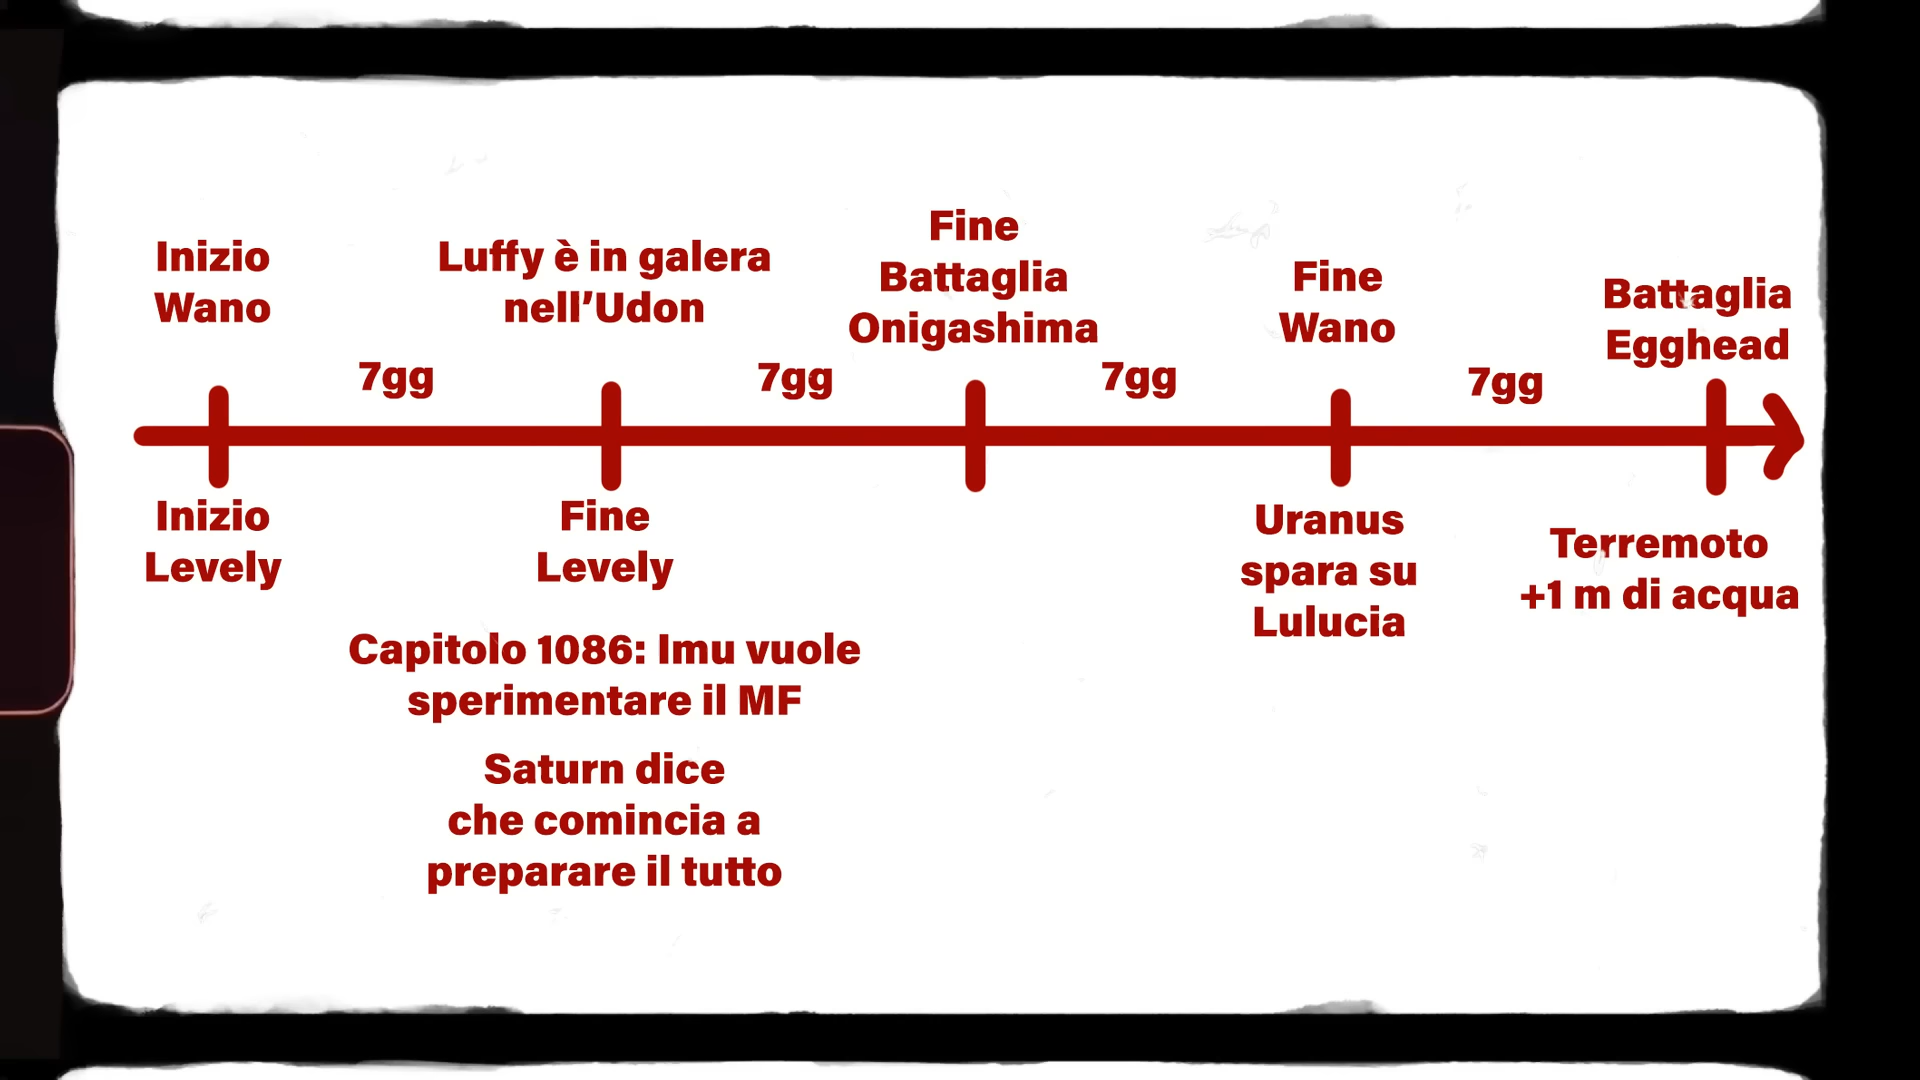 Inizio
Wano
Luffy è in galera
nell'Udon
Fine
Battaglia
Onigashima
Fine
Wano
Battaglia
Egghead
7gg
7gg
7gg
7gg
Inizio
Levely
Fine
Levely
Capitolo 1086: Imu vuole
sperimentare il MF
Saturn dice
che comincia a
preparare il tutto
Uranus
spara su
Lulucia
Terremoto
+1 m di acqua